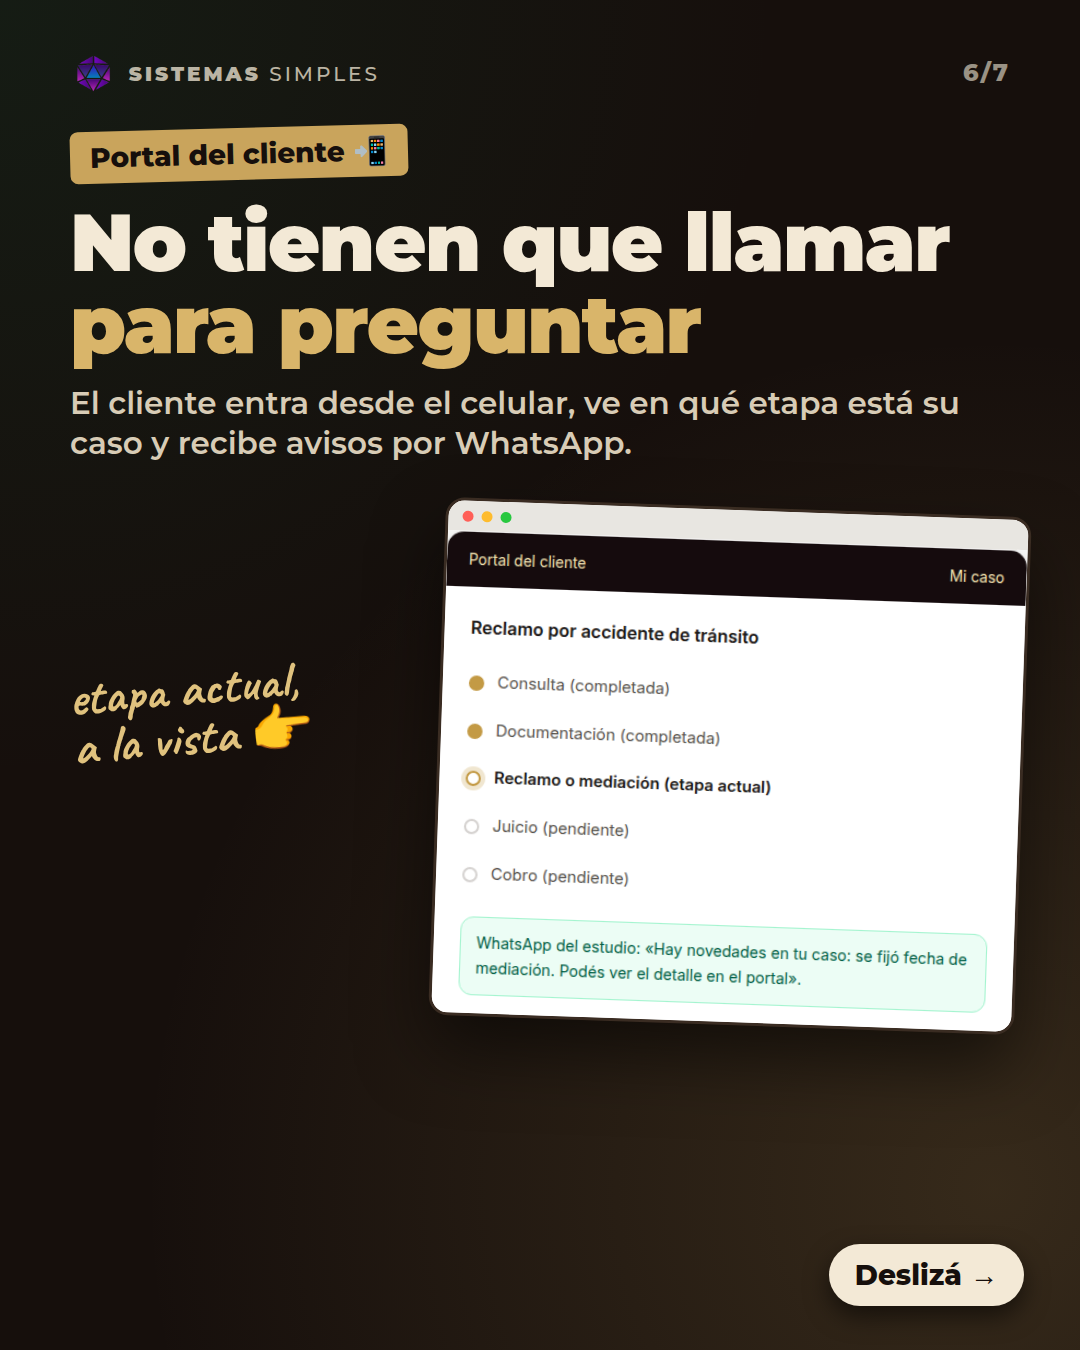 SISTEMAS SIMPLES
6/7
Portal del cliente
No tienen que llamar
para preguntar
El cliente entra desde el celular, ve en qué etapa está su
caso y recibe avisos por WhatsApp.
Portal del cliente
Mi caso
Reclamo por accidente de tránsito
Consulta (completada)
Documentación (completada)
Reclamo o mediación (etapa actual)
Juicio (pendiente)
Cobro (pendiente)
WhatsApp del estudio: «Hay novedades en tu caso: se fijó fecha de
mediación. Podés ver el detalle en el portal».
etapa actual,
a la vista
Deslizá →